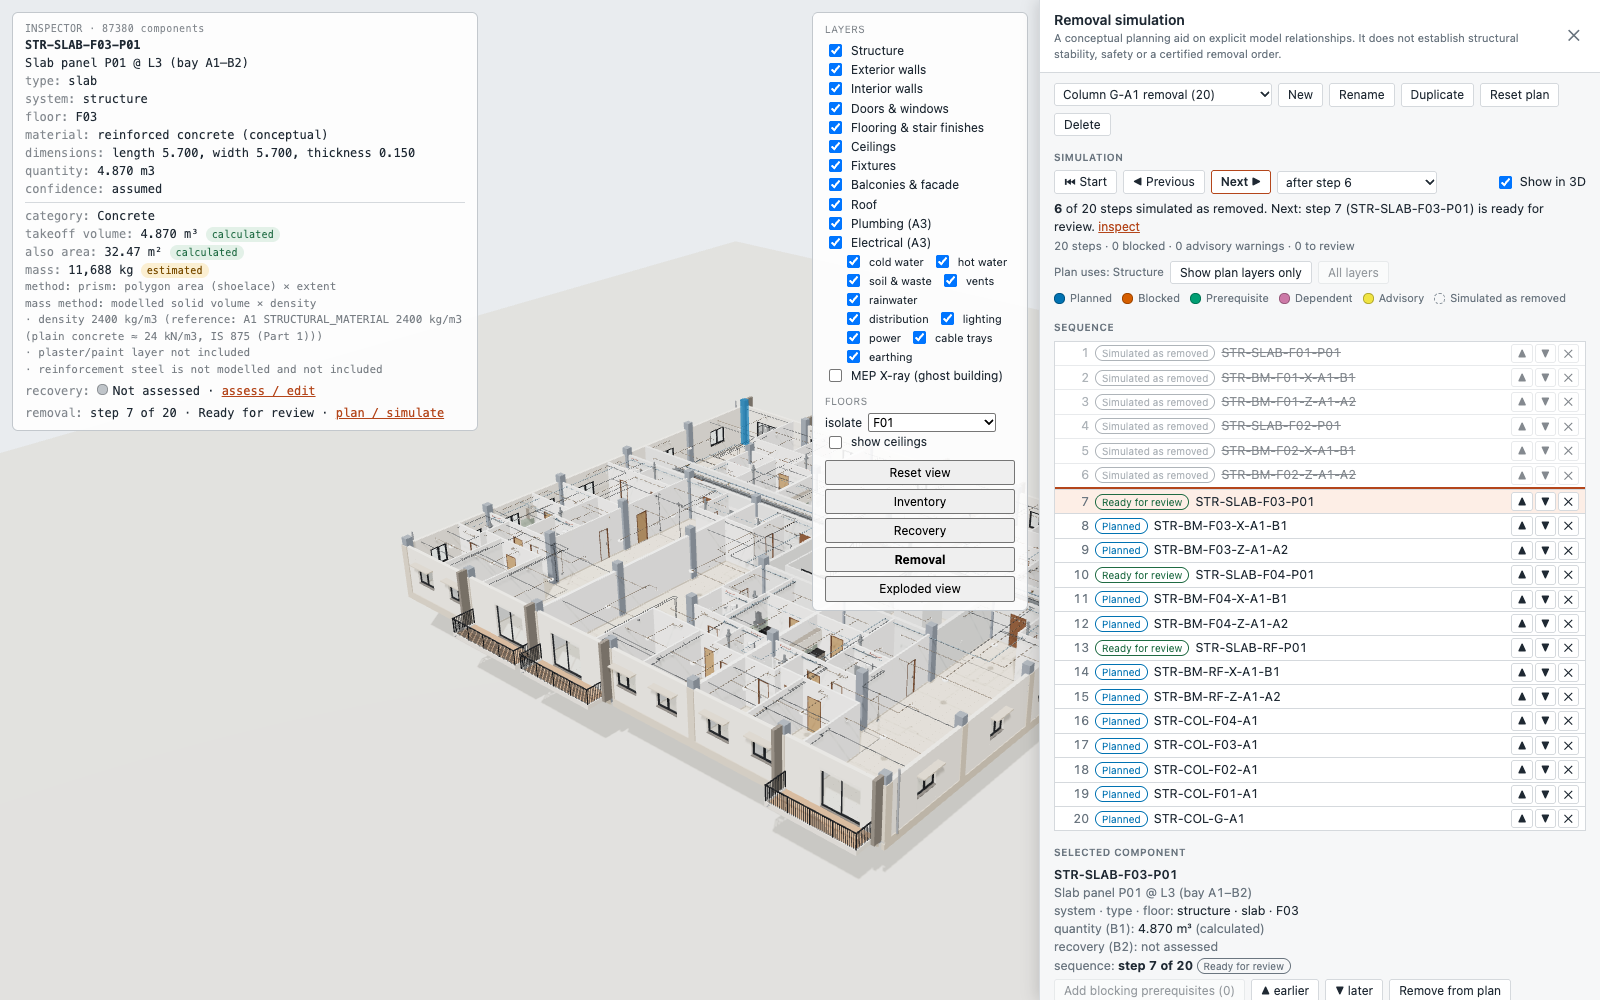 INSPECTOR · 87380 components
STR-SLAB-F03-P01
Slab panel P01 @ L3 (bay A1–B2)
type: slab
system: structure
floor: F03
material: reinforced concrete (conceptual)
dimensions: length 5.700, width 5.700, thickness 0.150
quantity: 4.870 m3
confidence: assumed
category: Concrete
takeoff volume: 4.870 m³ calculated
also area: 32.47 m² calculated
mass: 11,688 kg estimated
method: prism: polygon area (shoelace) × extent
mass method: modelled solid volume × density
· density 2400 kg/m3 (reference: A1 STRUCTURAL_MATERIAL 2400 kg/m3
(plain concrete ≈ 24 kN/m3, IS 875 (Part 1)))
· plaster/paint layer not included
· reinforcement steel is not modelled and not included
recovery: Not assessed · assess / edit
removal: step 7 of 20 · Ready for review · plan / simulate
LAYERS
Structure
Exterior walls
Interior walls
Doors & windows
Flooring & stair finishes
Ceilings
Fixtures
Balconies & facade
Roof
Plumbing (A3)
Electrical (A3)
cold water hot water
soil & waste vents
rainwater
distribution lighting
power cable trays
earthing
MEP X-ray (ghost building)
FLOORS
isolate F01
show ceilings
Reset view
Inventory
Recovery
Removal
Exploded view
Removal simulation
A conceptual planning aid on explicit model relationships. It does not establish structural
stability, safety or a certified removal order.
Column G-A1 removal (20) New Rename Duplicate Reset plan
Delete
SIMULATION
⏮ Start ◀ Previous Next ▶ after step 6 Show in 3D
6 of 20 steps simulated as removed. Next: step 7 (STR-SLAB-F03-P01) is ready for
review. inspect
20 steps · 0 blocked · 0 advisory warnings · 0 to review
Plan uses: Structure Show plan layers only All layers
Planned Blocked Prerequisite Dependent Advisory Simulated as removed
SEQUENCE
1 Simulated as removed STR-SLAB-F01-P01 ▲ ▼ ✕
2 Simulated as removed STR-BM-F01-X-A1-B1 ▲ ▼ ✕
3 Simulated as removed STR-BM-F01-Z-A1-A2 ▲ ▼ ✕
4 Simulated as removed STR-SLAB-F02-P01 ▲ ▼ ✕
5 Simulated as removed STR-BM-F02-X-A1-B1 ▲ ▼ ✕
6 Simulated as removed STR-BM-F02-Z-A1-A2 ▲ ▼ ✕
7 Ready for review STR-SLAB-F03-P01 ▲ ▼ ✕
8 Planned STR-BM-F03-X-A1-B1 ▲ ▼ ✕
9 Planned STR-BM-F03-Z-A1-A2 ▲ ▼ ✕
10 Ready for review STR-SLAB-F04-P01 ▲ ▼ ✕
11 Planned STR-BM-F04-X-A1-B1 ▲ ▼ ✕
12 Planned STR-BM-F04-Z-A1-A2 ▲ ▼ ✕
13 Ready for review STR-SLAB-RF-P01 ▲ ▼ ✕
14 Planned STR-BM-RF-X-A1-B1 ▲ ▼ ✕
15 Planned STR-BM-RF-Z-A1-A2 ▲ ▼ ✕
16 Planned STR-COL-F04-A1 ▲ ▼ ✕
17 Planned STR-COL-F03-A1 ▲ ▼ ✕
18 Planned STR-COL-F02-A1 ▲ ▼ ✕
19 Planned STR-COL-F01-A1 ▲ ▼ ✕
20 Planned STR-COL-G-A1 ▲ ▼ ✕
SELECTED COMPONENT
STR-SLAB-F03-P01
Slab panel P01 @ L3 (bay A1–B2)
system · type · floor: structure · slab · F03
quantity (B1): 4.870 m³ (calculated)
recovery (B2): not assessed
sequence: step 7 of 20 Ready for review
Add blocking prerequisites (0) ▲ earlier ▼ later Remove from plan